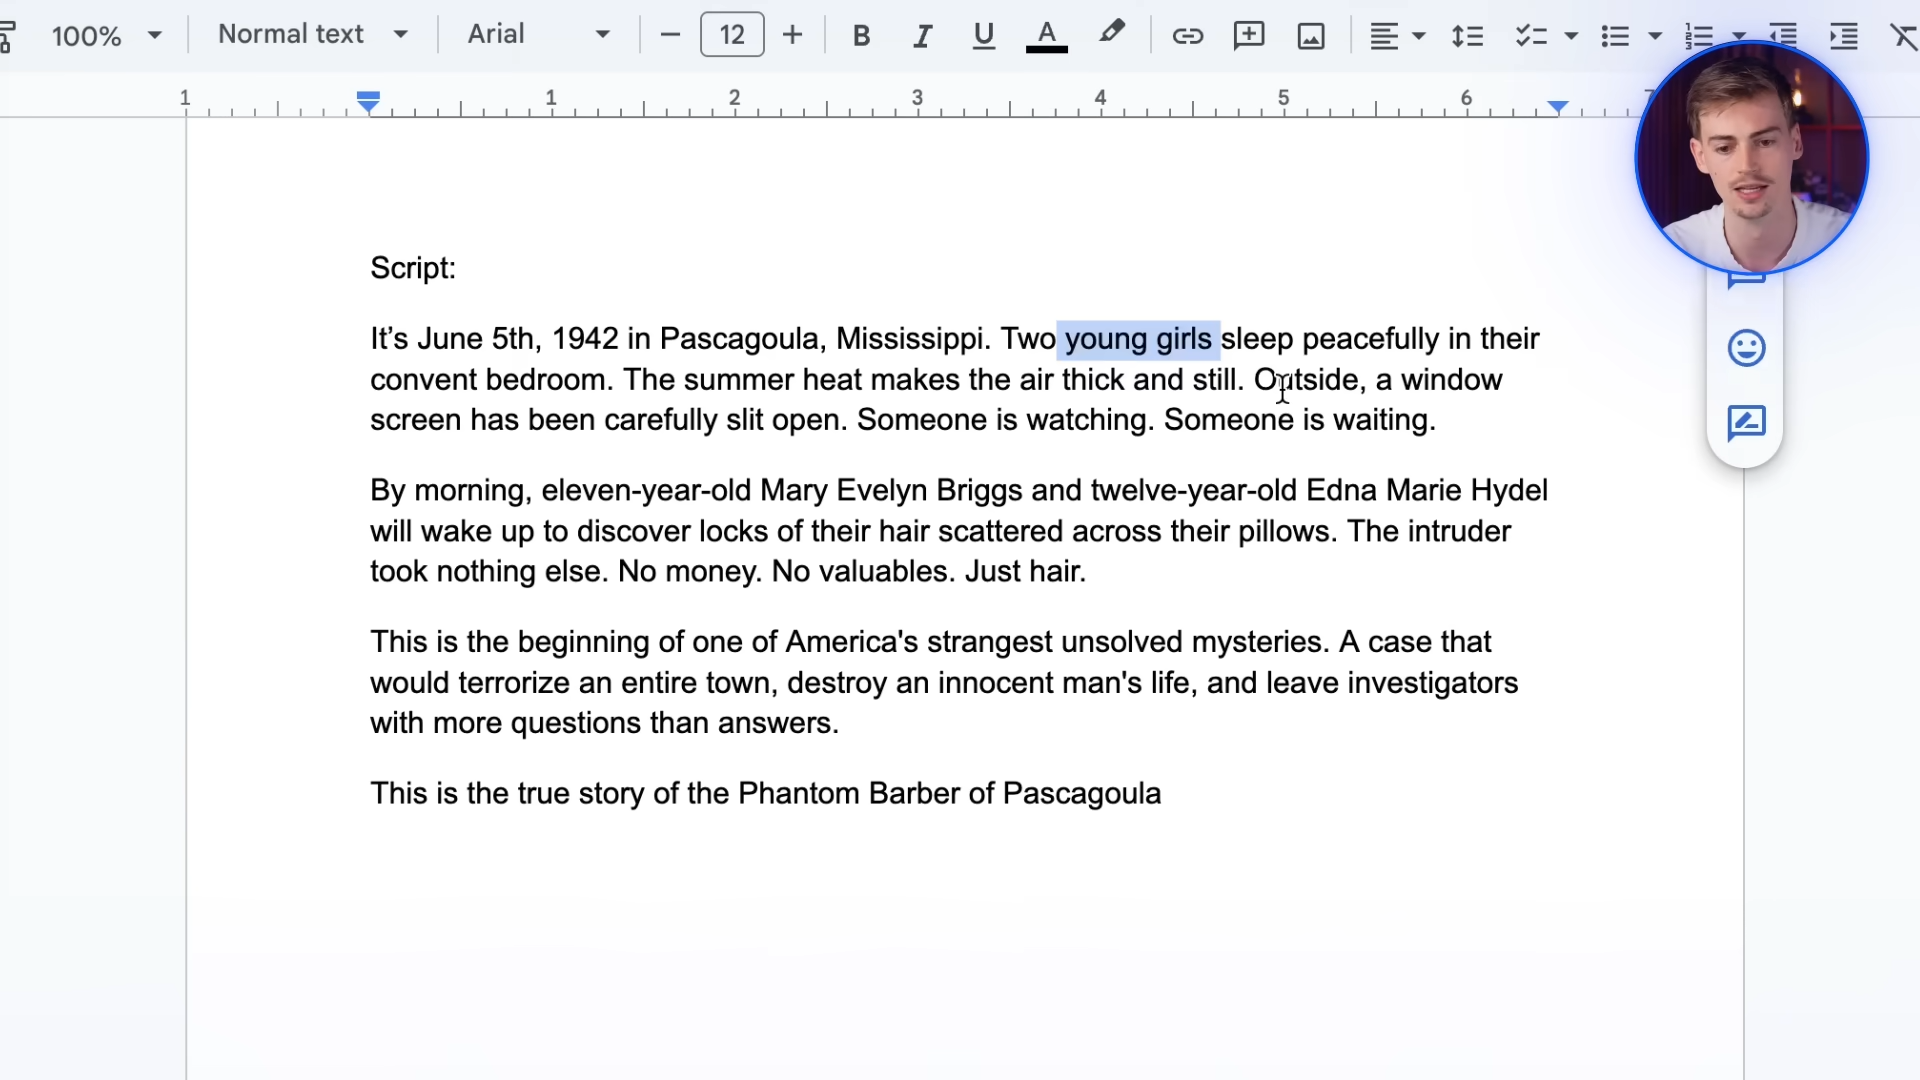 100% Normal text Arial 12 B I U A
1 1 2 3 4 5 6 7
Script:
It’s June 5th, 1942 in Pascagoula, Mississippi. Two young girls sleep peacefully in their
convent bedroom. The summer heat makes the air thick and still. Outside, a window
screen has been carefully slit open. Someone is watching. Someone is waiting.
By morning, eleven-year-old Mary Evelyn Briggs and twelve-year-old Edna Marie Hydel
will wake up to discover locks of their hair scattered across their pillows. The intruder
took nothing else. No money. No valuables. Just hair.
This is the beginning of one of America's strangest unsolved mysteries. A case that
would terrorize an entire town, destroy an innocent man's life, and leave investigators
with more questions than answers.
This is the true story of the Phantom Barber of Pascagoula